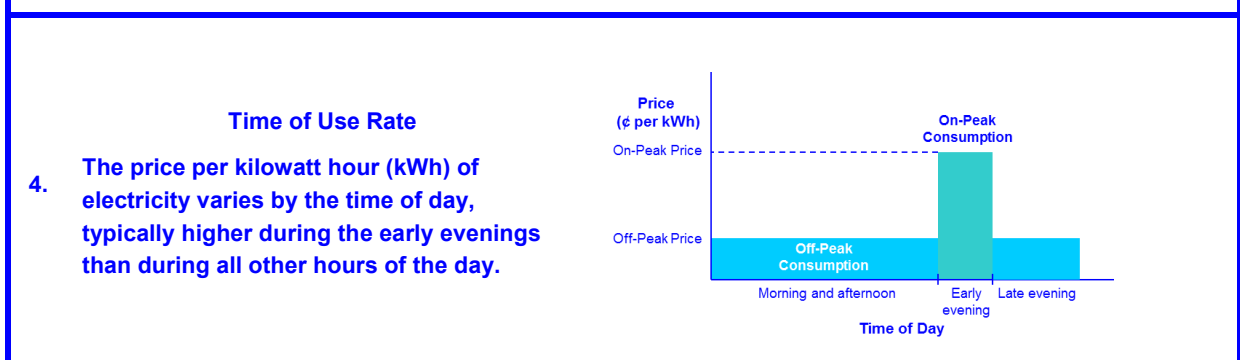 4.
Time of Use Rate
The price per kilowatt hour (kWh) of
electricity varies by the time of day,
typically higher during the early evenings
than during all other hours of the day.
Price
(¢ per kWh)
On-Peak Price
Off-Peak Price
On-Peak
Consumption
Off-Peak
Consumption
Morning and afternoon
Early
evening
Late evening
Time of Day